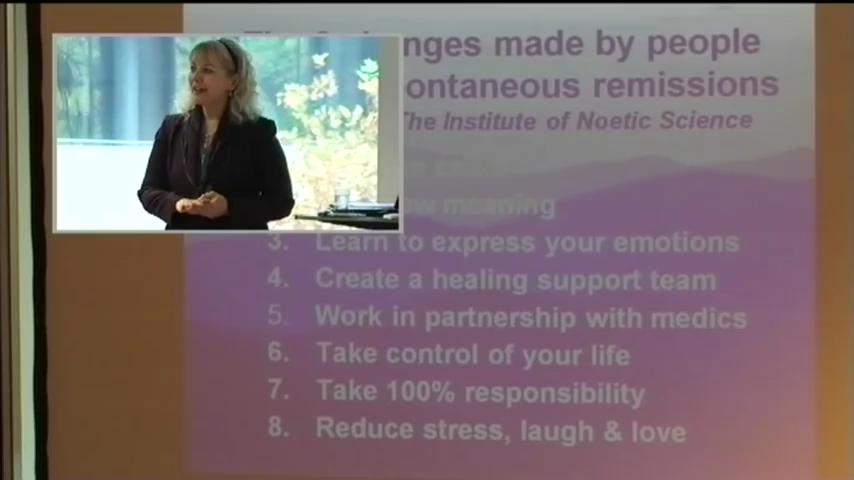 nges made by people
ontaneous remissions
The Institute of Noetic Science
meaning
3. Learn to express your emotions
4. Create a healing support team
5. Work in partnership with medics
6. Take control of your life
7. Take 100% responsibility
8. Reduce stress, laugh & love